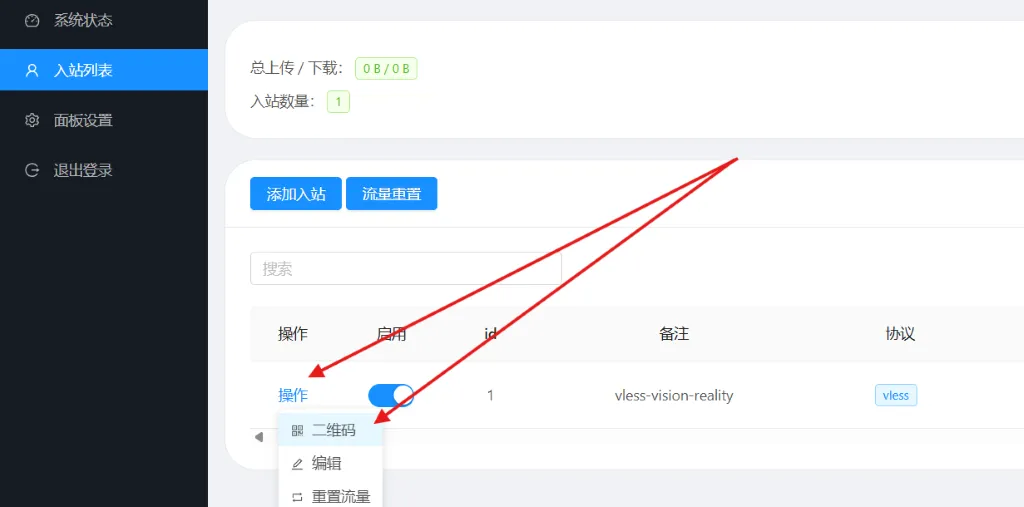 系统状态
入站列表
面板设置
退出登录
总上传 / 下载: 0 B / 0 B
入站数量: 1
添加入站 流量重置
搜索
操作 启用 id 备注 协议
操作 1 vless-vision-reality vless
二维码
编辑
重置流量